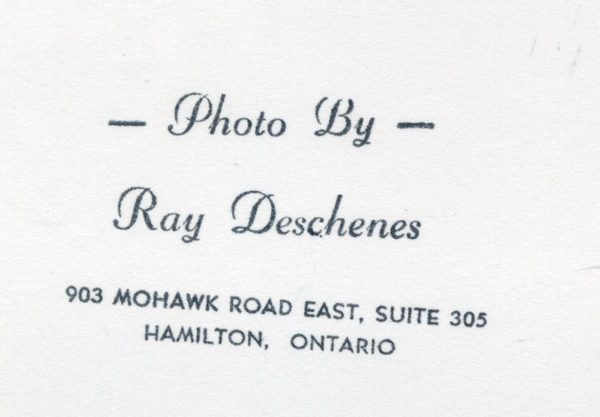 — Photo By —
Ray Deschenes
903 MOHAWK ROAD EAST, SUITE 305
HAMILTON, ONTARIO